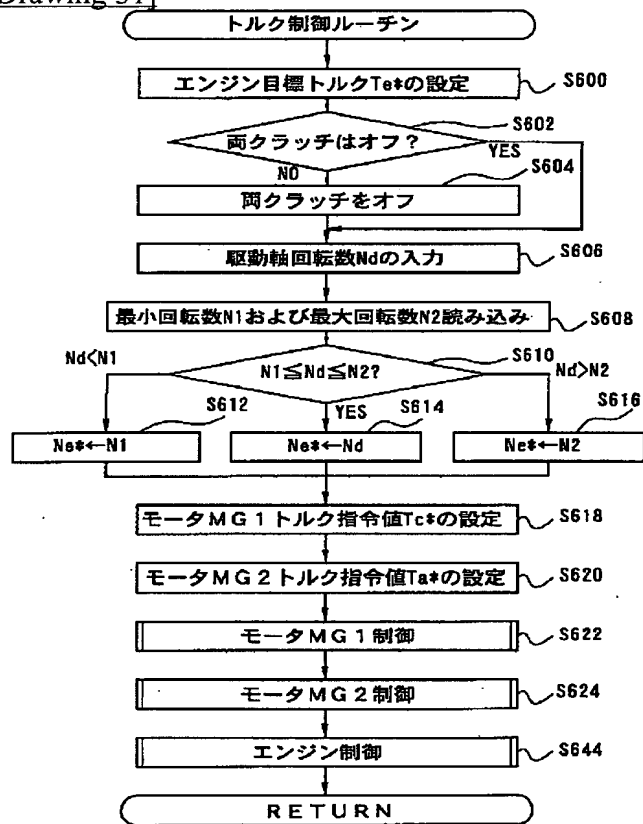 Drawing 31]
トルク制御ルーチン
エンジン目標トルクTe*の設定 S600
両クラッチはオフ? S602
YES
NO
両クラッチをオフ S604
駆動軸回転数Ndの入力 S606
最小回転数N1および最大回転数N2読み込み S608
Nd<N1
N1≦Nd≦N2? S610
Nd>N2
YES
Ne*←N1 S612
Ne*←Nd S614
Ne*←N2 S616
モータMG1トルク指令値Tc*の設定 S618
モータMG2トルク指令値Ta*の設定 S620
モータMG1制御 S622
モータMG2制御 S624
エンジン制御 S644
RETURN